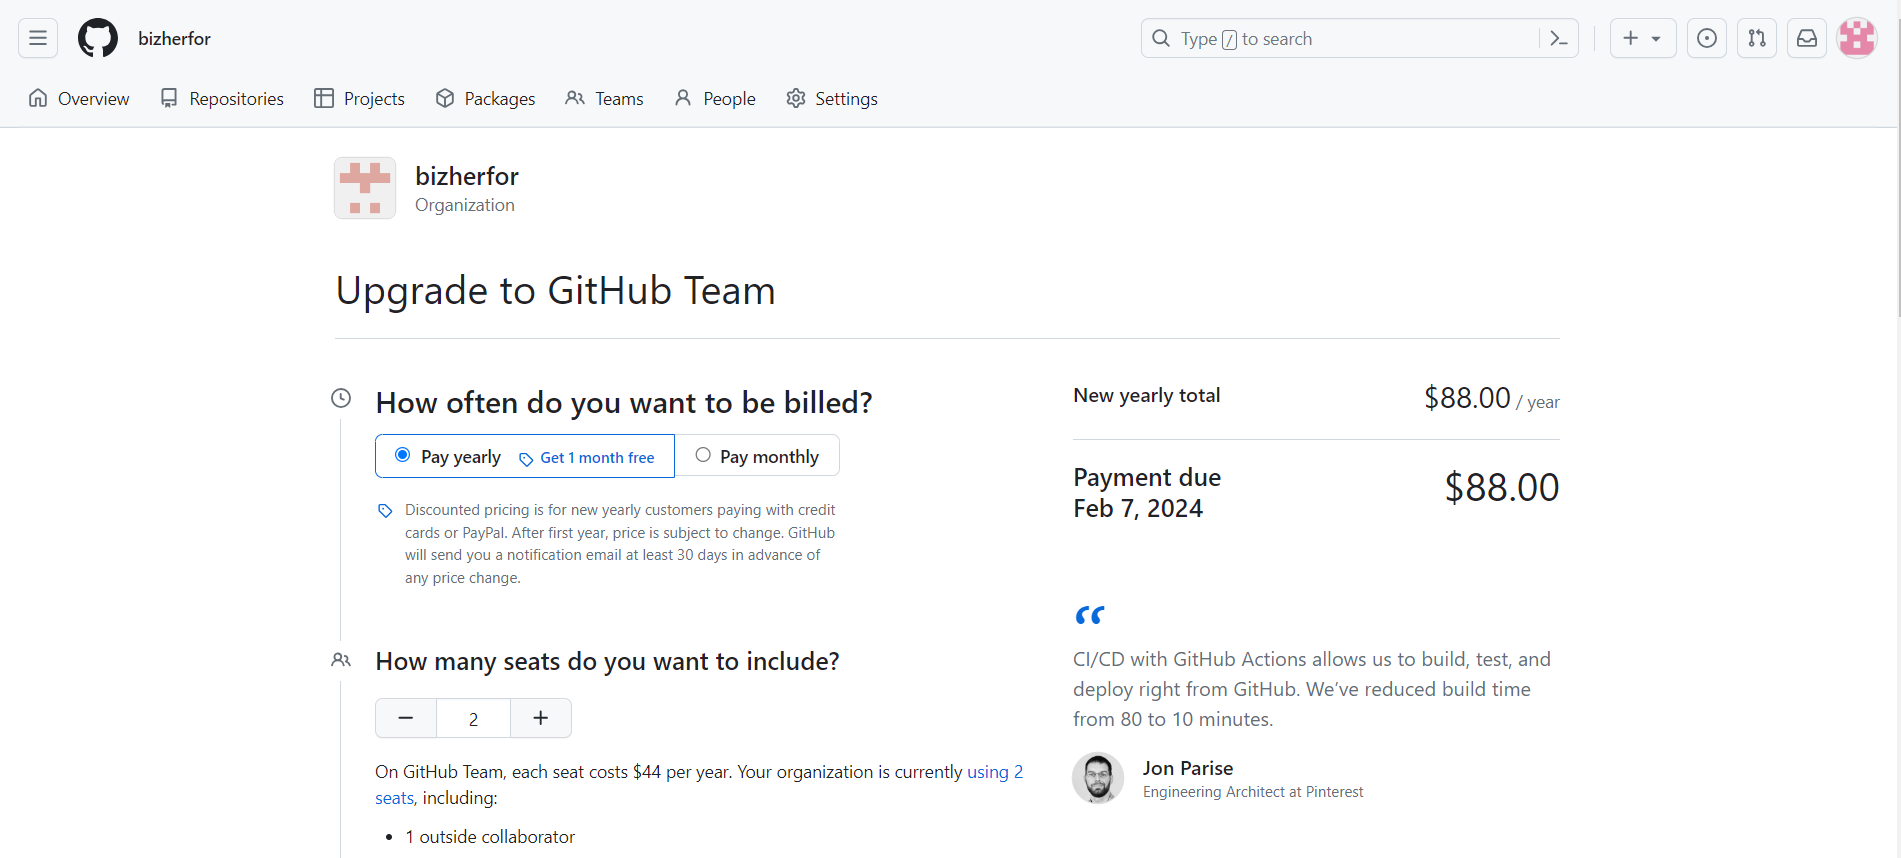 bizherfor
Type / to search
Overview
Repositories
Projects
Packages
Teams
People
Settings
bizherfor
Organization
Upgrade to GitHub Team
How often do you want to be billed?
Pay yearly Get 1 month free
Pay monthly
Discounted pricing is for new yearly customers paying with credit
cards or PayPal. After first year, price is subject to change. GitHub
will send you a notification email at least 30 days in advance of
any price change.
How many seats do you want to include?
2
On GitHub Team, each seat costs $44 per year. Your organization is currently using 2
seats, including:
• 1 outside collaborator
New yearly total
$88.00 / year
Payment due
Feb 7, 2024
$88.00
“
CI/CD with GitHub Actions allows us to build, test, and
deploy right from GitHub. We’ve reduced build time
from 80 to 10 minutes.
Jon Parise
Engineering Architect at Pinterest